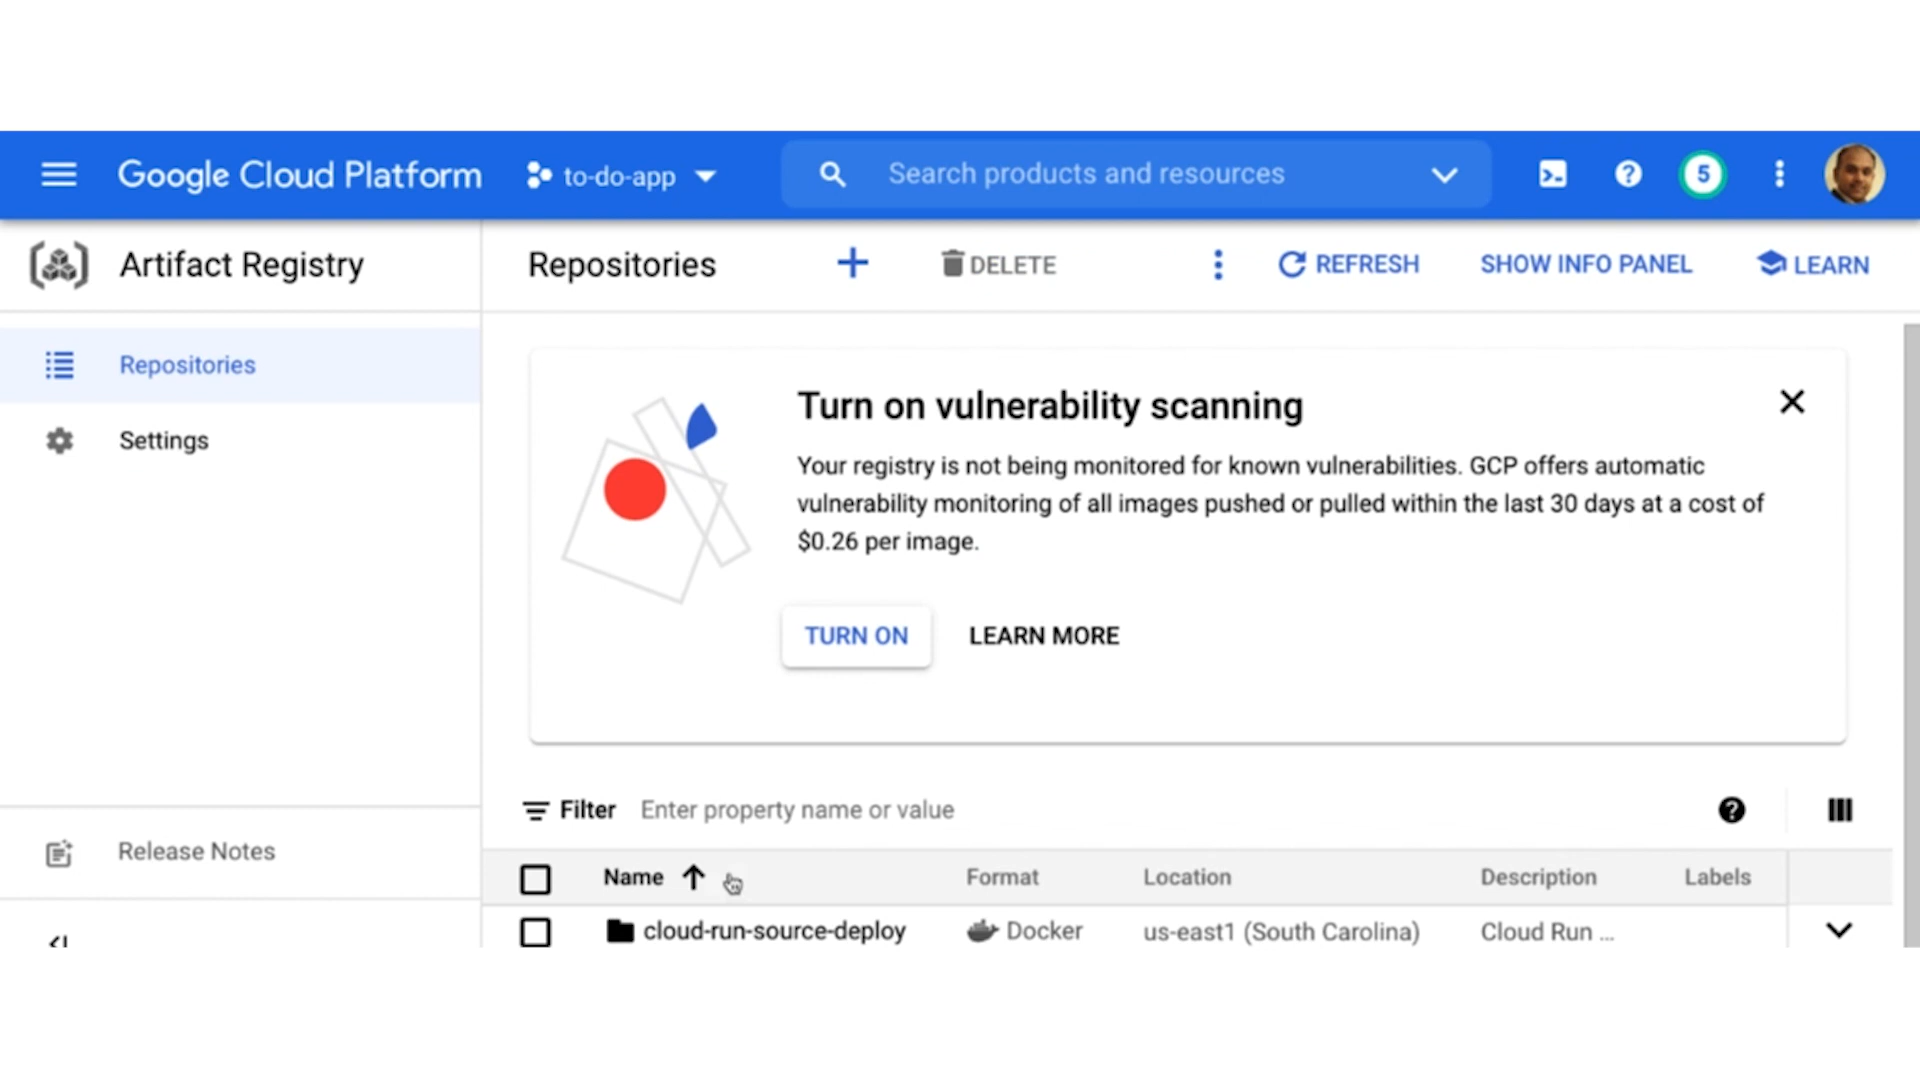 Google Cloud Platform
to-do-app
Search products and resources
5
Artifact Registry
Repositories
DELETE
REFRESH
SHOW INFO PANEL
LEARN
Repositories
Settings
Turn on vulnerability scanning
Your registry is not being monitored for known vulnerabilities. GCP offers automatic
vulnerability monitoring of all images pushed or pulled within the last 30 days at a cost of
$0.26 per image.
TURN ON
LEARN MORE
Filter
Enter property name or value
Release Notes
Name
Format
Location
Description
Labels
cloud-run-source-deploy
Docker
us-east1 (South Carolina)
Cloud Run ...